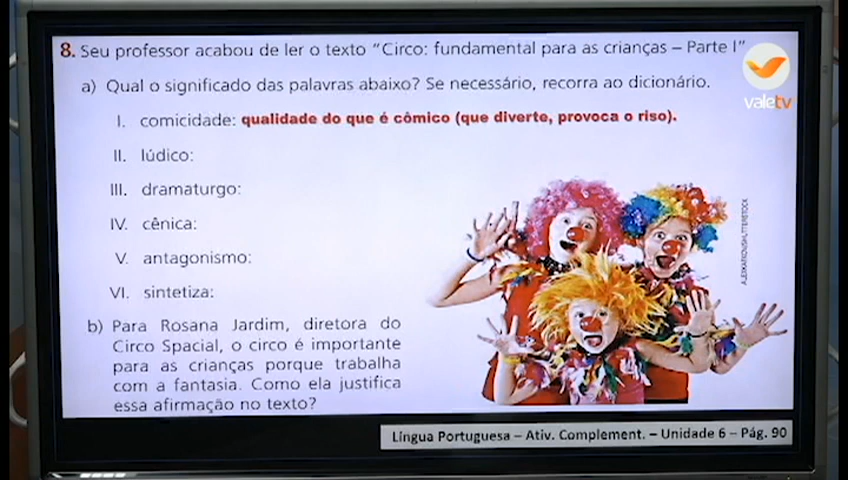 8. Seu professor acabou de ler o texto "Circo: fundamental para as crianças – Parte I"
a) Qual o significado das palavras abaixo? Se necessário, recorra ao dicionário.
valetv
I. comicidade: qualidade do que é cômico (que diverte, provoca o riso).
II. lúdico:
III. dramaturgo:
IV. cênica:
V. antagonismo:
VI. sintetiza:
b) Para Rosana Jardim, diretora do
Circo Spacial, o circo é importante
para as crianças porque trabalha
com a fantasia. Como ela justifica
essa afirmação no texto?
Língua Portuguesa – Ativ. Complement. – Unidade 6 – Pág. 90